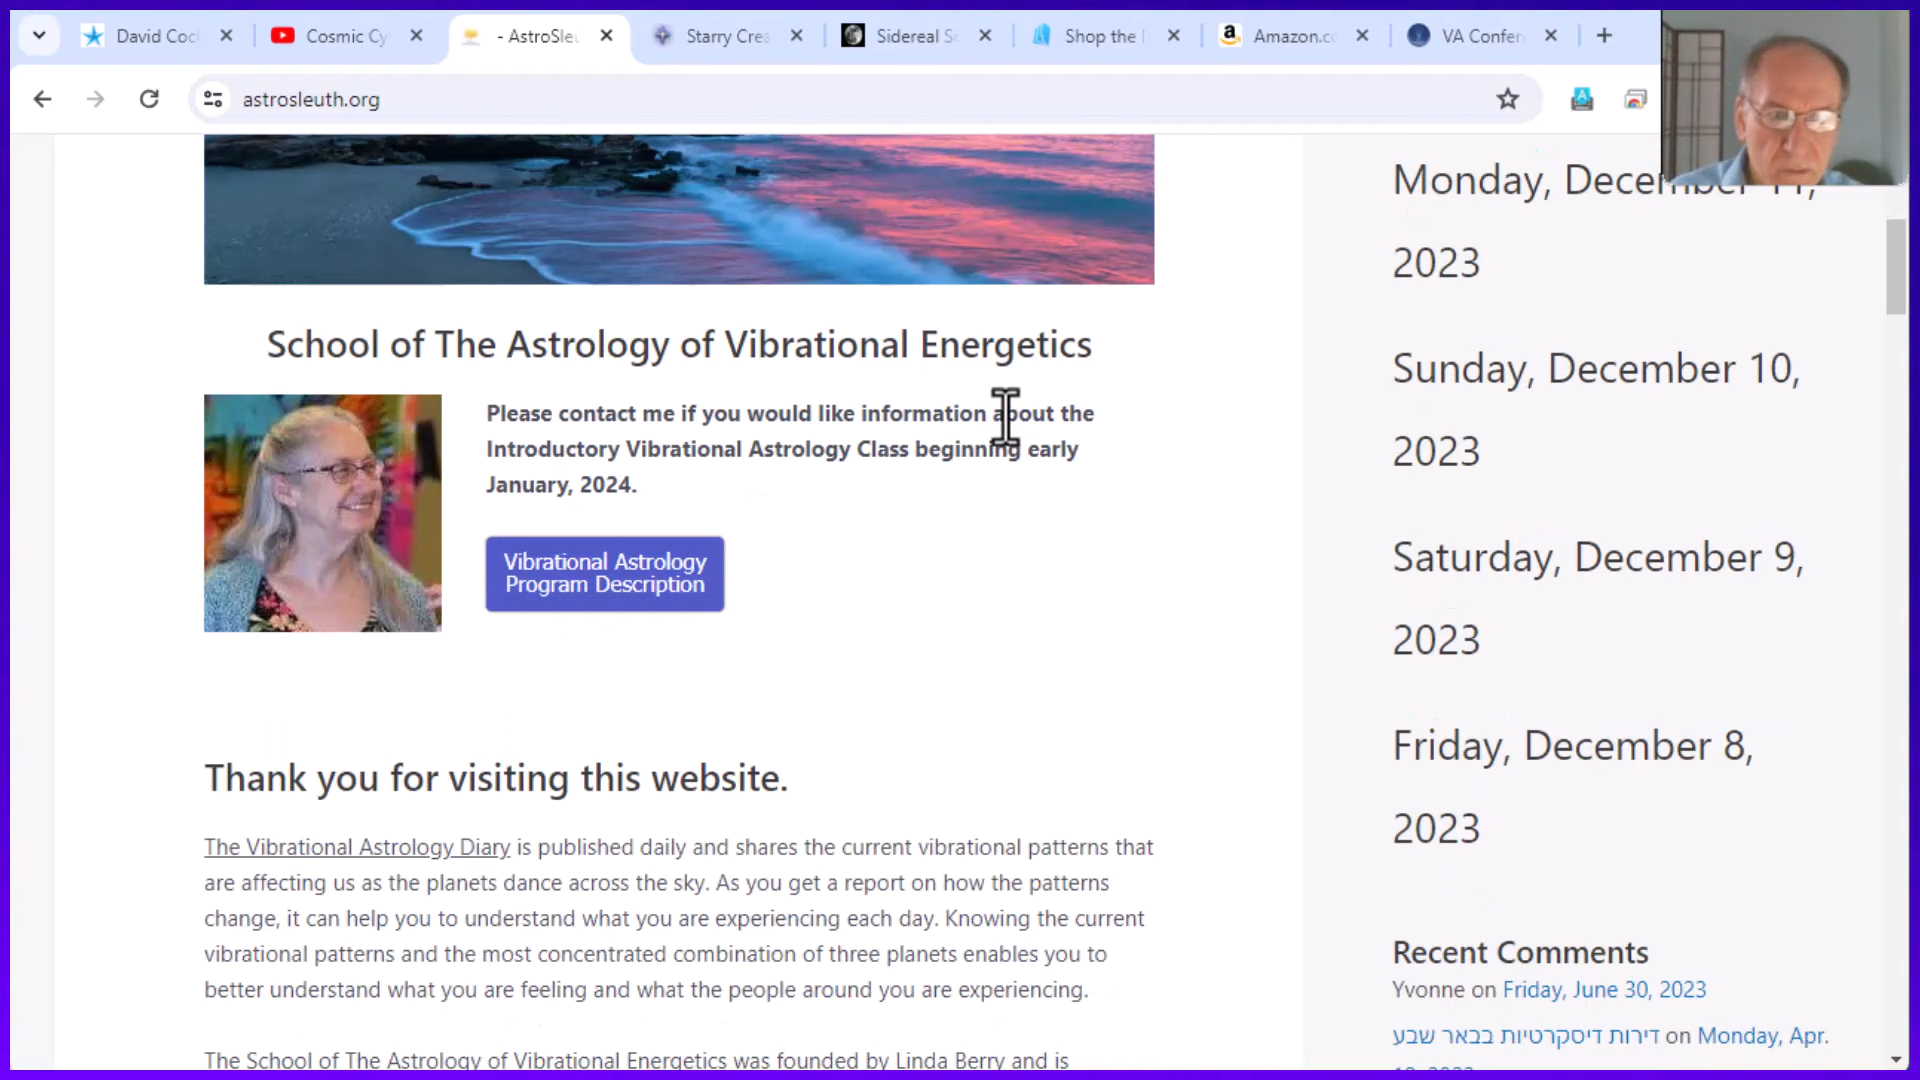 David Coc
Cosmic Cy
- AstroSleu
Starry Crea
Sidereal Sc
Shop the
Amazon.co
VA Confer
astrosleuth.org
School of The Astrology of Vibrational Energetics
Please contact me if you would like information about the
Introductory Vibrational Astrology Class beginning early
January, 2024.
Vibrational Astrology
Program Description
Thank you for visiting this website.
The Vibrational Astrology Diary is published daily and shares the current vibrational patterns that
are affecting us as the planets dance across the sky. As you get a report on how the patterns
change, it can help you to understand what you are experiencing each day. Knowing the current
vibrational patterns and the most concentrated combination of three planets enables you to
better understand what you are feeling and what the people around you are experiencing.
The School of The Astrology of Vibrational Energetics was founded by Linda Berry and is
Monday, December 11,
2023
Sunday, December 10,
2023
Saturday, December 9,
2023
Friday, December 8,
2023
Recent Comments
Yvonne on Friday, June 30, 2023
דירות דיסקרטיות בבאר שבע on Monday, Apr.